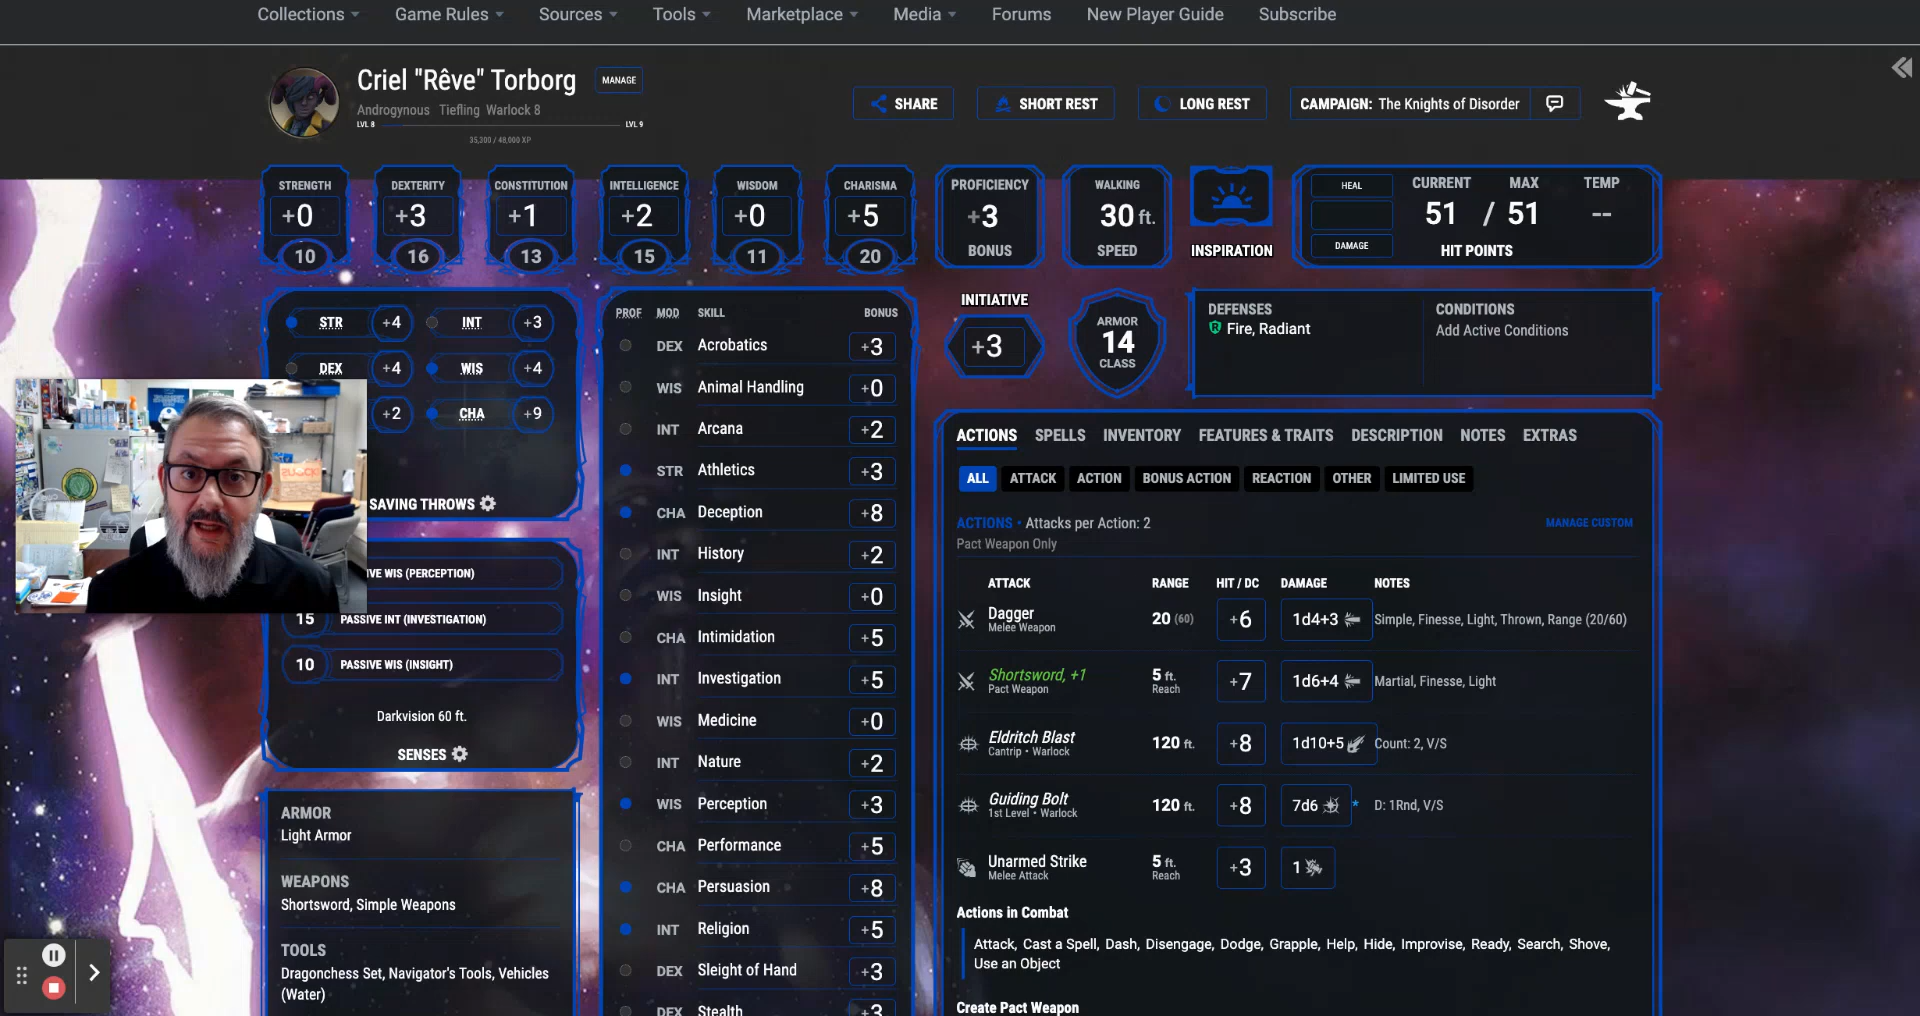 Collections Game Rules Sources Tools Marketplace Media Forums New Player Guide Subscribe
Criel "Rêve" Torborg MANAGE
Androgynous Tiefling Warlock 8
LVL 8 LVL 9
35,300 / 48,000 XP
SHARE SHORT REST LONG REST CAMPAIGN: The Knights of Disorder
STRENGTH
+0
10
DEXTERITY
+3
16
CONSTITUTION
+1
13
INTELLIGENCE
+2
15
WISDOM
+0
11
CHARISMA
+5
20
PROFICIENCY
+3
BONUS
WALKING
30 ft.
SPEED
INSPIRATION
HEAL
DAMAGE
CURRENT MAX TEMP
51 / 51 --
HIT POINTS
STR +4 INT +3
DEX +4 WIS +4
+2 CHA +9
SAVING THROWS
IVE WIS (PERCEPTION)
15 PASSIVE INT (INVESTIGATION)
10 PASSIVE WIS (INSIGHT)
Darkvision 60 ft.
SENSES
ARMOR
Light Armor
WEAPONS
Shortsword, Simple Weapons
TOOLS
Dragonchess Set, Navigator's Tools, Vehicles
(Water)
PROF MOD SKILL BONUS
DEX Acrobatics +3
WIS Animal Handling +0
INT Arcana +2
STR Athletics +3
CHA Deception +8
INT History +2
WIS Insight +0
CHA Intimidation +5
INT Investigation +5
WIS Medicine +0
INT Nature +2
WIS Perception +3
CHA Performance +5
CHA Persuasion +8
INT Religion +5
DEX Sleight of Hand +3
DEX Stealth +3
INITIATIVE
+3
ARMOR
14
CLASS
DEFENSES
Fire, Radiant
CONDITIONS
Add Active Conditions
ACTIONS SPELLS INVENTORY FEATURES & TRAITS DESCRIPTION NOTES EXTRAS
ALL ATTACK ACTION BONUS ACTION REACTION OTHER LIMITED USE
ACTIONS • Attacks per Action: 2 MANAGE CUSTOM
Pact Weapon Only
ATTACK RANGE HIT / DC DAMAGE NOTES
Dagger 20 (60) +6 1d4+3 Simple, Finesse, Light, Thrown, Range (20/60)
Melee Weapon
Shortsword, +1 5 ft. +7 1d6+4 Martial, Finesse, Light
Pact Weapon Reach
Eldritch Blast 120 ft. +8 1d10+5 Count: 2, V/S
Cantrip • Warlock
Guiding Bolt 120 ft. +8 7d6 * D: 1Rnd, V/S
1st Level • Warlock
Unarmed Strike 5 ft. +3 1
Melee Attack Reach
Actions in Combat
Attack, Cast a Spell, Dash, Disengage, Dodge, Grapple, Help, Hide, Improvise, Ready, Search, Shove,
Use an Object
Create Pact Weapon